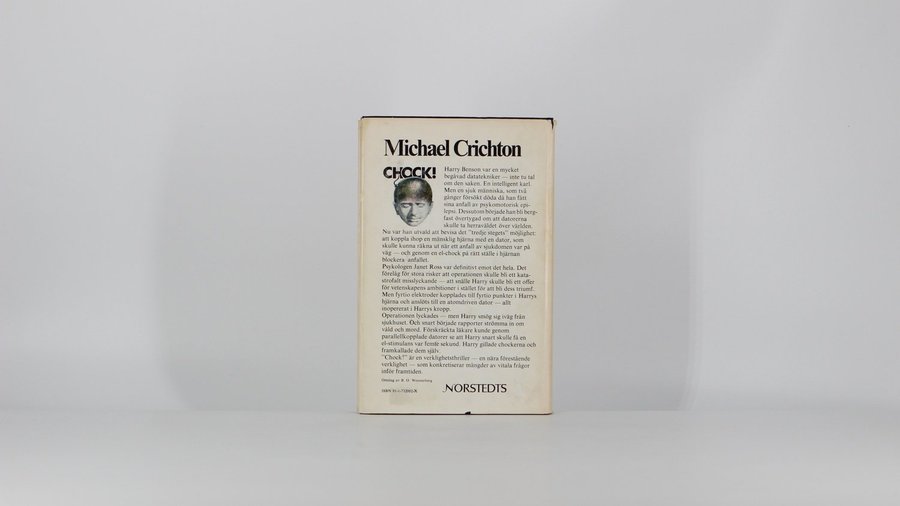 Michael Crichton
CHOCK!
Harry Benson var en mycket
begåvad datatekniker — inte tu tal
om den saken. En intelligent karl.
Men en sjuk människa, som två
gånger försökt döda då han fått
sina anfall av psykomotorisk epi-
lepsi. Dessutom började han bli berg-
fast övertygad om att datorerna
skulle ta herraväldet över världen.
Nu var han utvald att bevisa det "tredje stegets" möjlighet:
att koppla ihop en mänsklig hjärna med en dator, som
skulle kunna räkna ut när ett anfall av sjukdomen var på
väg — och genom en el-chock på rätt ställe i hjärnan
blockera anfallet.
Psykologen Janet Ross var definitivt emot det hela. Det
förelåg för stora risker att operationen skulle bli ett kata-
strofalt misslyckande — att snälle Harry skulle bli ett offer
för vetenskapens ambitioner i stället för att bli dess triumf.
Men fyrtio elektroder kopplades till fyrtio punkter i Harrys
hjärna och anslöts till en atomdriven dator — allt
inopererat i Harrys kropp.
Operationen lyckades — men Harry smög sig iväg från
sjukhuset. Och snart började rapporter strömma in om
våld och mord. Förskräckta läkare kunde genom
parallellkopplade datorer se att Harry snart skulle få en
el-stimulans var femte sekund. Harry gillade chockerna och
framkallade dem själv.
"Chock!" är en verklighetsthriller — en nära förestående
verklighet — som konkretiserar mängder av vitala frågor
inför framtiden.
Omslag av R. O.
ISBN
NORSTEDTS